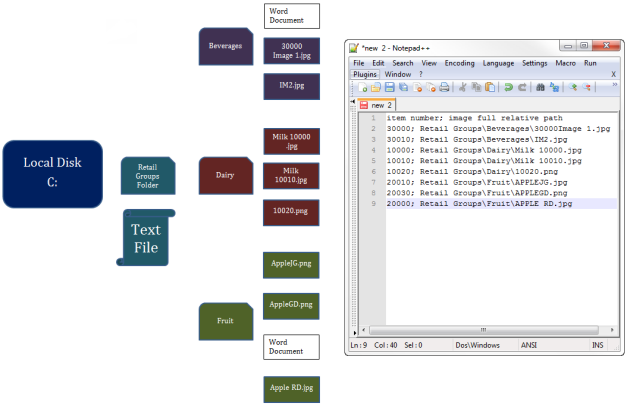 Word
Document
Beverages
30000
Image 1.jpg
IM2.jpg
Local Disk
C:
Retail
Groups
Folder
Text
File
Dairy
Milk 10000
.jpg
Milk
10010.jpg
10020.png
AppleJG.png
AppleGD.png
Fruit
Word
Document
Apple RD.jpg
*new 2 - Notepad++
File Edit Search View Encoding Language Settings Macro Run
Plugins Window ? X
new 2
1 item number; image full relative path
2 30000; Retail Groups\Beverages\30000Image 1.jpg
3 30030; Retail Groups\Beverages\IM2.jpg
4 10000; Retail Groups\Dairy\Milk 10000.jpg
5 10010; Retail Groups\Dairy\Milk 10010.jpg
6 10020; Retail Groups\Dairy\10020.png
7 20010; Retail Groups\Fruit\APPLEJG.jpg
8 20030; Retail Groups\Fruit\APPLEGD.png
9 20000; Retail Groups\Fruit\APPLE RD.jpg
Ln:9 Col:40 Sel:0 Dos\Windows ANSI INS